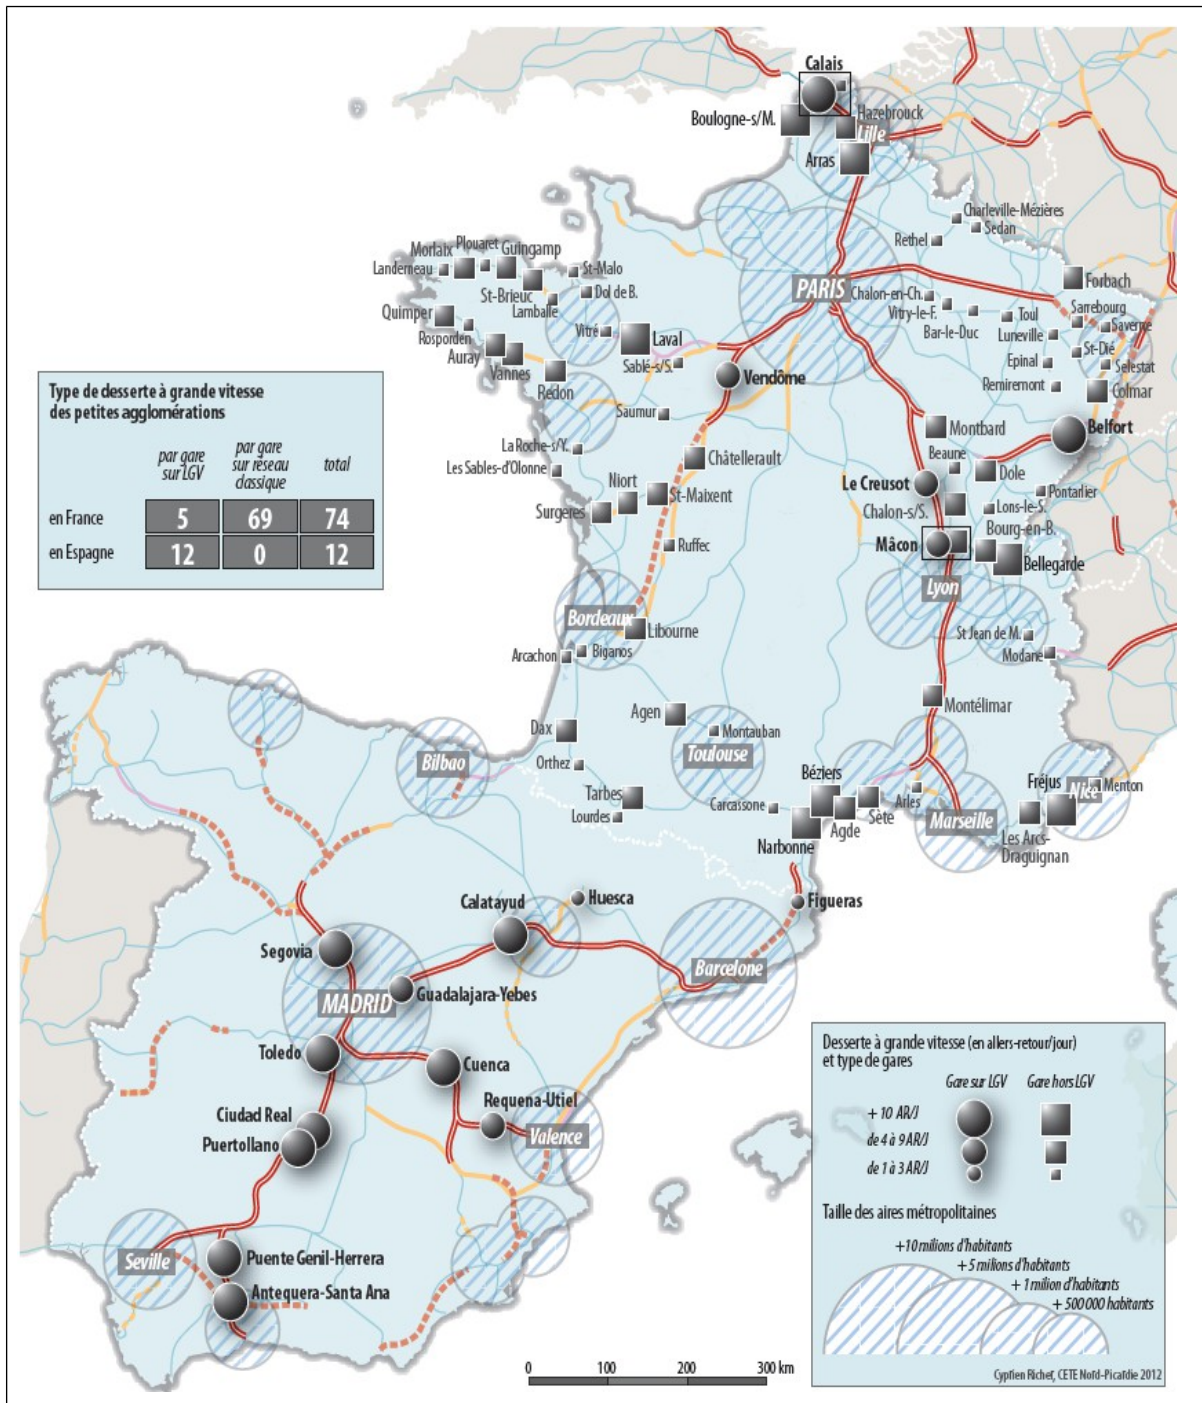 Calais
Boulogne-s/M.
Hazebrouck
Lille
Arras
Charleville-Mézières
Sedan
Rethel
Morlaix
Plouaret
Guingamp
Landerneau
St-Malo
St-Brieuc
Dol de B.
Lamballe
PARIS
Forbach
Chalon-en-Ch.
Vitry-le-F.
Bar-le-Duc
Toul
Luneville
Sarrebourg
Saverne
St-Dié
Quimper
Rosporden
Auray
Vannes
Redon
Vitré
Laval
Sablé-s/S.
Vendôme
Epinal
Selestat
Remiremont
Colmar
Saumur
Montbard
Belfort
La Roche-s/Y.
Les Sables-d'Olonne
Châtellerault
Beaune
Dole
Le Creusot
Pontarlier
Niort
St-Maixent
Surgeres
Chalon-s/S.
Lons-le-S.
Ruffec
Mâcon
Bourg-en-B.
Bellegarde
Lyon
Bordeaux
Libourne
St Jean de M.
Modane
Arcachon
Biganos
Montélimar
Agen
Dax
Montauban
Toulouse
Orthez
Bilbao
Tarbes
Lourdes
Carcassone
Béziers
Narbonne
Agde
Sète
Arles
Marseille
Fréjus
Nice
Menton
Les Arcs-
Draguignan
Type de desserte à grande vitesse
des petites agglomérations
par gare
sur LGV
par gare
sur réseau
classique
total
en France 5 69 74
en Espagne 12 0 12
Calatayud
Huesca
Figueras
Segovia
Barcelone
MADRID
Guadalajara-Yebes
Toledo
Cuenca
Ciudad Real
Requena-Utiel
Puertollano
Valence
Seville
Puente Genil-Herrera
Antequera-Santa Ana
Desserte à grande vitesse (en allers-retour/jour)
et type de gares
Gare sur LGV Gare hors LGV
+ 10 AR/J
de 4 à 9 AR/J
de 1 à 3 AR/J
Taille des aires métropolitaines
+10 milions d'habitants
+ 5 milions d'habitants
+ 1 milion d'habitants
+ 500 000 habitants
0 100 200 300 km
Cyprien Richer, CETE Nord-Picardie 2012